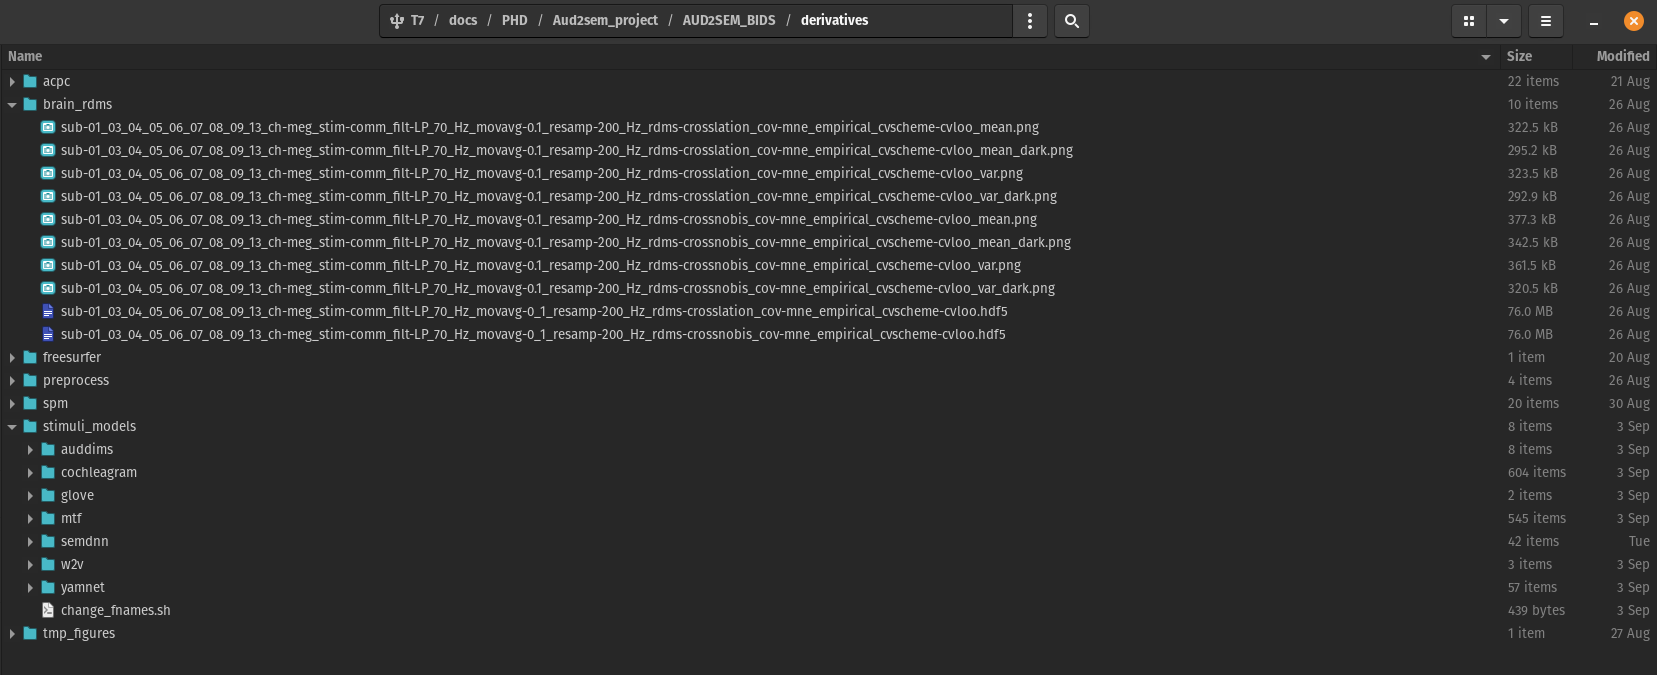 T7 / docs / PHD / Aud2sem_project / AUD2SEM_BIDS / derivatives
Name Size Modified
acpc 22 items 21 Aug
brain_rdms 10 items 26 Aug
sub-01_03_04_05_06_07_08_09_13_ch-meg_stim-comm_filt-LP_70_Hz_movavg-0.1_resamp-200_Hz_rdms-crosslation_cov-mne_empirical_cvscheme-cvloo_mean.png 322.5 kB 26 Aug
sub-01_03_04_05_06_07_08_09_13_ch-meg_stim-comm_filt-LP_70_Hz_movavg-0.1_resamp-200_Hz_rdms-crosslation_cov-mne_empirical_cvscheme-cvloo_mean_dark.png 295.2 kB 26 Aug
sub-01_03_04_05_06_07_08_09_13_ch-meg_stim-comm_filt-LP_70_Hz_movavg-0.1_resamp-200_Hz_rdms-crosslation_cov-mne_empirical_cvscheme-cvloo_var.png 323.5 kB 26 Aug
sub-01_03_04_05_06_07_08_09_13_ch-meg_stim-comm_filt-LP_70_Hz_movavg-0.1_resamp-200_Hz_rdms-crosslation_cov-mne_empirical_cvscheme-cvloo_var_dark.png 292.9 kB 26 Aug
sub-01_03_04_05_06_07_08_09_13_ch-meg_stim-comm_filt-LP_70_Hz_movavg-0.1_resamp-200_Hz_rdms-crossnobis_cov-mne_empirical_cvscheme-cvloo_mean.png 377.3 kB 26 Aug
sub-01_03_04_05_06_07_08_09_13_ch-meg_stim-comm_filt-LP_70_Hz_movavg-0.1_resamp-200_Hz_rdms-crossnobis_cov-mne_empirical_cvscheme-cvloo_mean_dark.png 342.5 kB 26 Aug
sub-01_03_04_05_06_07_08_09_13_ch-meg_stim-comm_filt-LP_70_Hz_movavg-0.1_resamp-200_Hz_rdms-crossnobis_cov-mne_empirical_cvscheme-cvloo_var.png 361.5 kB 26 Aug
sub-01_03_04_05_06_07_08_09_13_ch-meg_stim-comm_filt-LP_70_Hz_movavg-0.1_resamp-200_Hz_rdms-crossnobis_cov-mne_empirical_cvscheme-cvloo_var_dark.png 320.5 kB 26 Aug
sub-01_03_04_05_06_07_08_09_13_ch-meg_stim-comm_filt-LP_70_Hz_movavg-0_1_resamp-200_Hz_rdms-crosslation_cov-mne_empirical_cvscheme-cvloo.hdf5 76.0 MB 26 Aug
sub-01_03_04_05_06_07_08_09_13_ch-meg_stim-comm_filt-LP_70_Hz_movavg-0_1_resamp-200_Hz_rdms-crossnobis_cov-mne_empirical_cvscheme-cvloo.hdf5 76.0 MB 26 Aug
freesurfer 1 item 20 Aug
preprocess 4 items 26 Aug
spm 20 items 30 Aug
stimuli_models 8 items 3 Sep
auddims 8 items 3 Sep
cochleagram 604 items 3 Sep
glove 2 items 3 Sep
mtf 545 items 3 Sep
semdnn 42 items Tue
w2v 3 items 3 Sep
yamnet 57 items 3 Sep
change_fnames.sh 439 bytes 3 Sep
tmp_figures 1 item 27 Aug